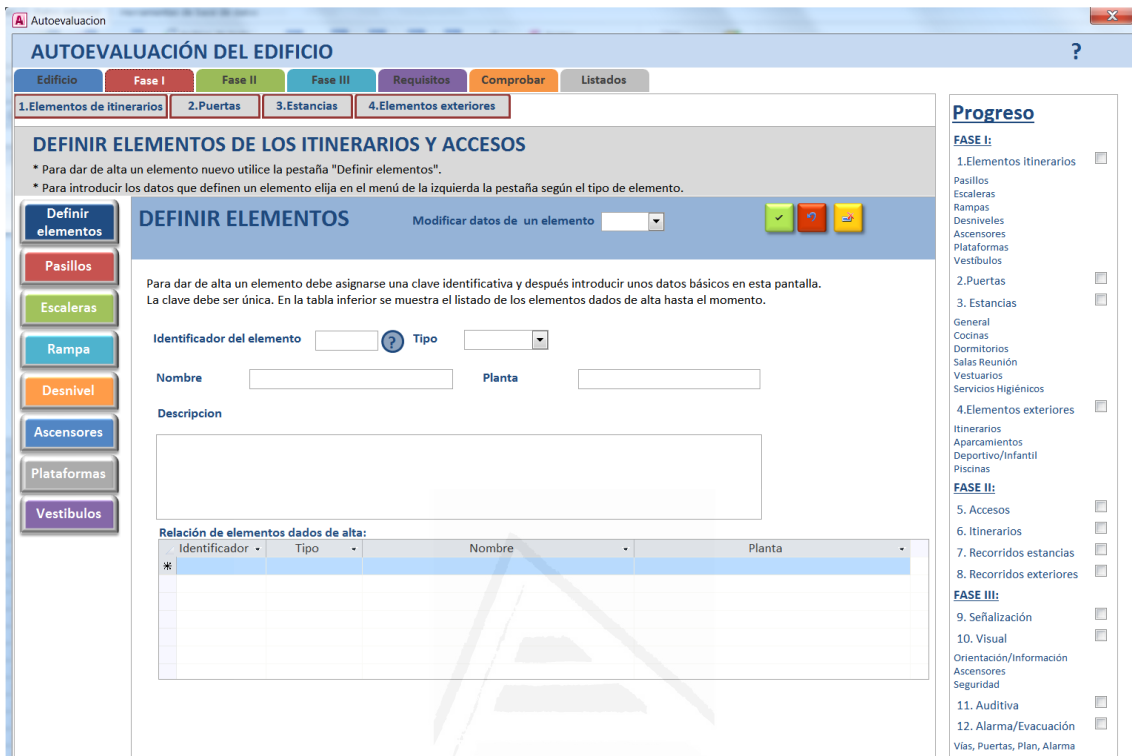 Autoevaluacion
AUTOEVALUACIÓN DEL EDIFICIO
?
Edificio Fase I Fase II Fase III Requisitos Comprobar Listados
1.Elementos de itinerarios 2.Puertas 3.Estancias 4.Elementos exteriores
DEFINIR ELEMENTOS DE LOS ITINERARIOS Y ACCESOS
* Para dar de alta un elemento nuevo utilice la pestaña "Definir elementos".
* Para introducir los datos que definen un elemento elija en el menú de la izquierda la pestaña según el tipo de elemento.
Definir
elementos
Pasillos
Escaleras
Rampa
Desnivel
Ascensores
Plataformas
Vestíbulos
DEFINIR ELEMENTOS
Modificar datos de un elemento
Para dar de alta un elemento debe asignarse una clave identificativa y después introducir unos datos básicos en esta pantalla.
La clave debe ser única. En la tabla inferior se muestra el listado de los elementos dados de alta hasta el momento.
Identificador del elemento ? Tipo
Nombre Planta
Descripcion
Relación de elementos dados de alta:
Identificador Tipo Nombre Planta
Progreso
FASE I:
1.Elementos itinerarios
Pasillos
Escaleras
Rampas
Desniveles
Ascensores
Plataformas
Vestíbulos
2.Puertas
3. Estancias
General
Cocinas
Dormitorios
Salas Reunión
Vestuarios
Servicios Higiénicos
4.Elementos exteriores
Itinerarios
Aparcamientos
Deportivo/Infantil
Piscinas
FASE II:
5. Accesos
6. Itinerarios
7. Recorridos estancias
8. Recorridos exteriores
FASE III:
9. Señalización
10. Visual
Orientación/Información
Ascensores
Seguridad
11. Auditiva
12. Alarma/Evacuación
Vías, Puertas, Plan, Alarma